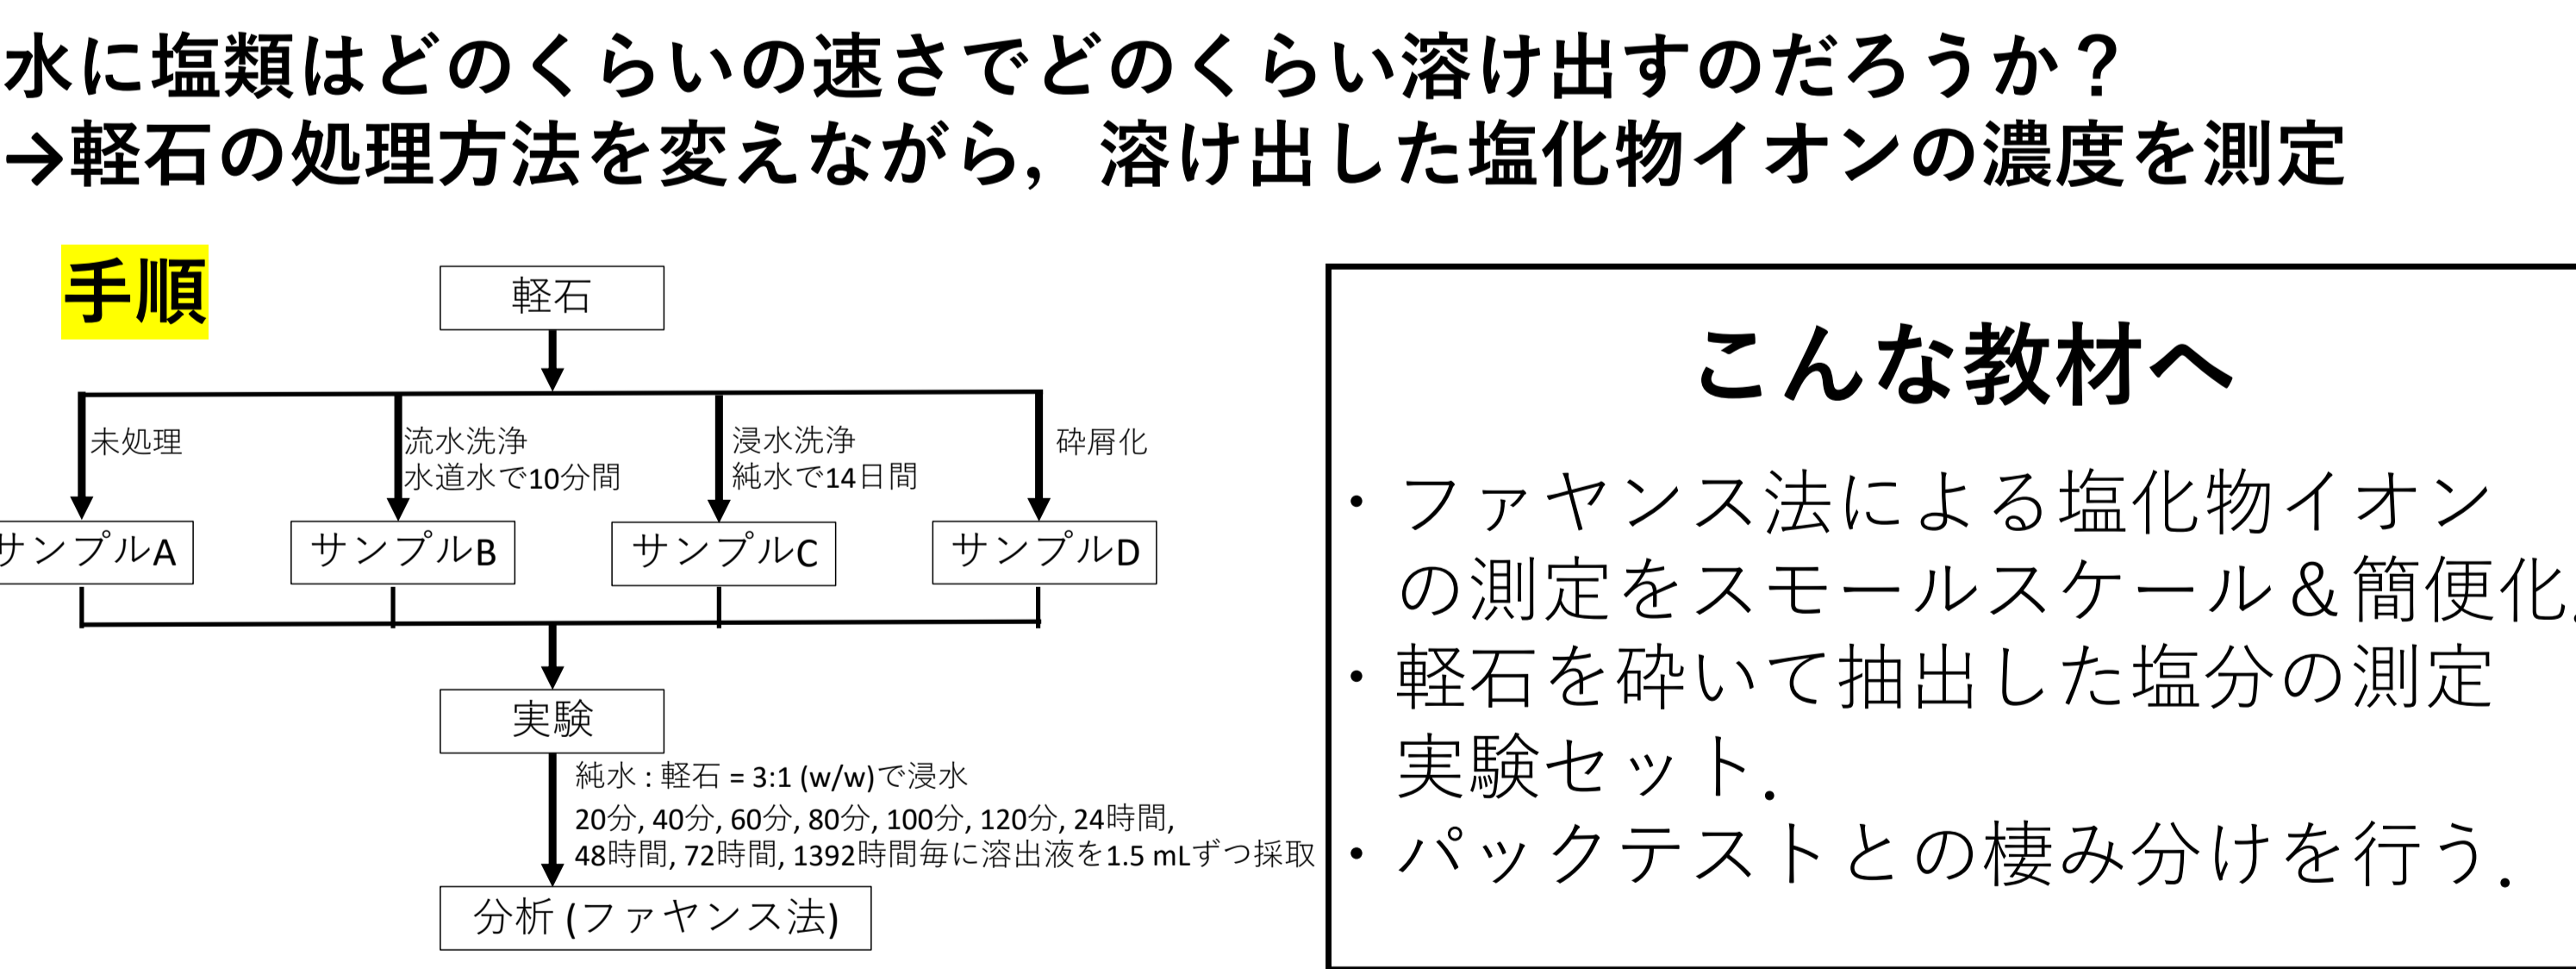 水に塩類はどのくらいの速さでどのくらい溶け出すのだろうか？
→軽石の処理方法を変えながら，溶け出した塩化物イオンの濃度を測定
手順
軽石
未処理
流水洗浄
水道水で10分間
浸水洗浄
純水で14日間
砕屑化
サンプルA
サンプルB
サンプルC
サンプルD
実験
純水 : 軽石 = 3:1 (w/w)で浸水
20分, 40分, 60分, 80分, 100分, 120分, 24時間,
48時間, 72時間, 1392時間毎に溶出液を1.5 mLずつ採取
分析 (ファヤンス法)
こんな教材へ
・ファヤンス法による塩化物イオン
の測定をスモールスケール＆簡便化.
・軽石を砕いて抽出した塩分の測定
実験セット.
・パックテストとの棲み分けを行う.